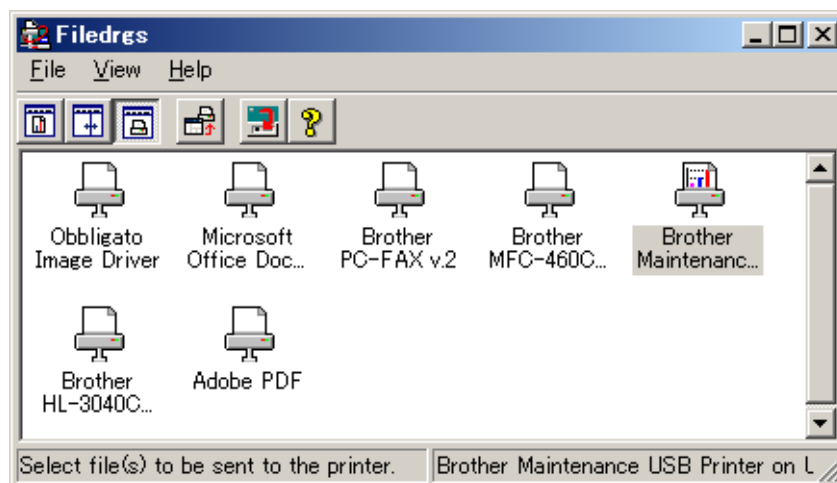 Filedrgs
File View Help
Obbligato
Image Driver
Microsoft
Office Doc...
Brother
PC-FAX v.2
Brother
MFC-460C...
Brother
Maintenanc...
Brother
HL-3040C...
Adobe PDF
Select file(s) to be sent to the printer.
Brother Maintenance USB Printer on L